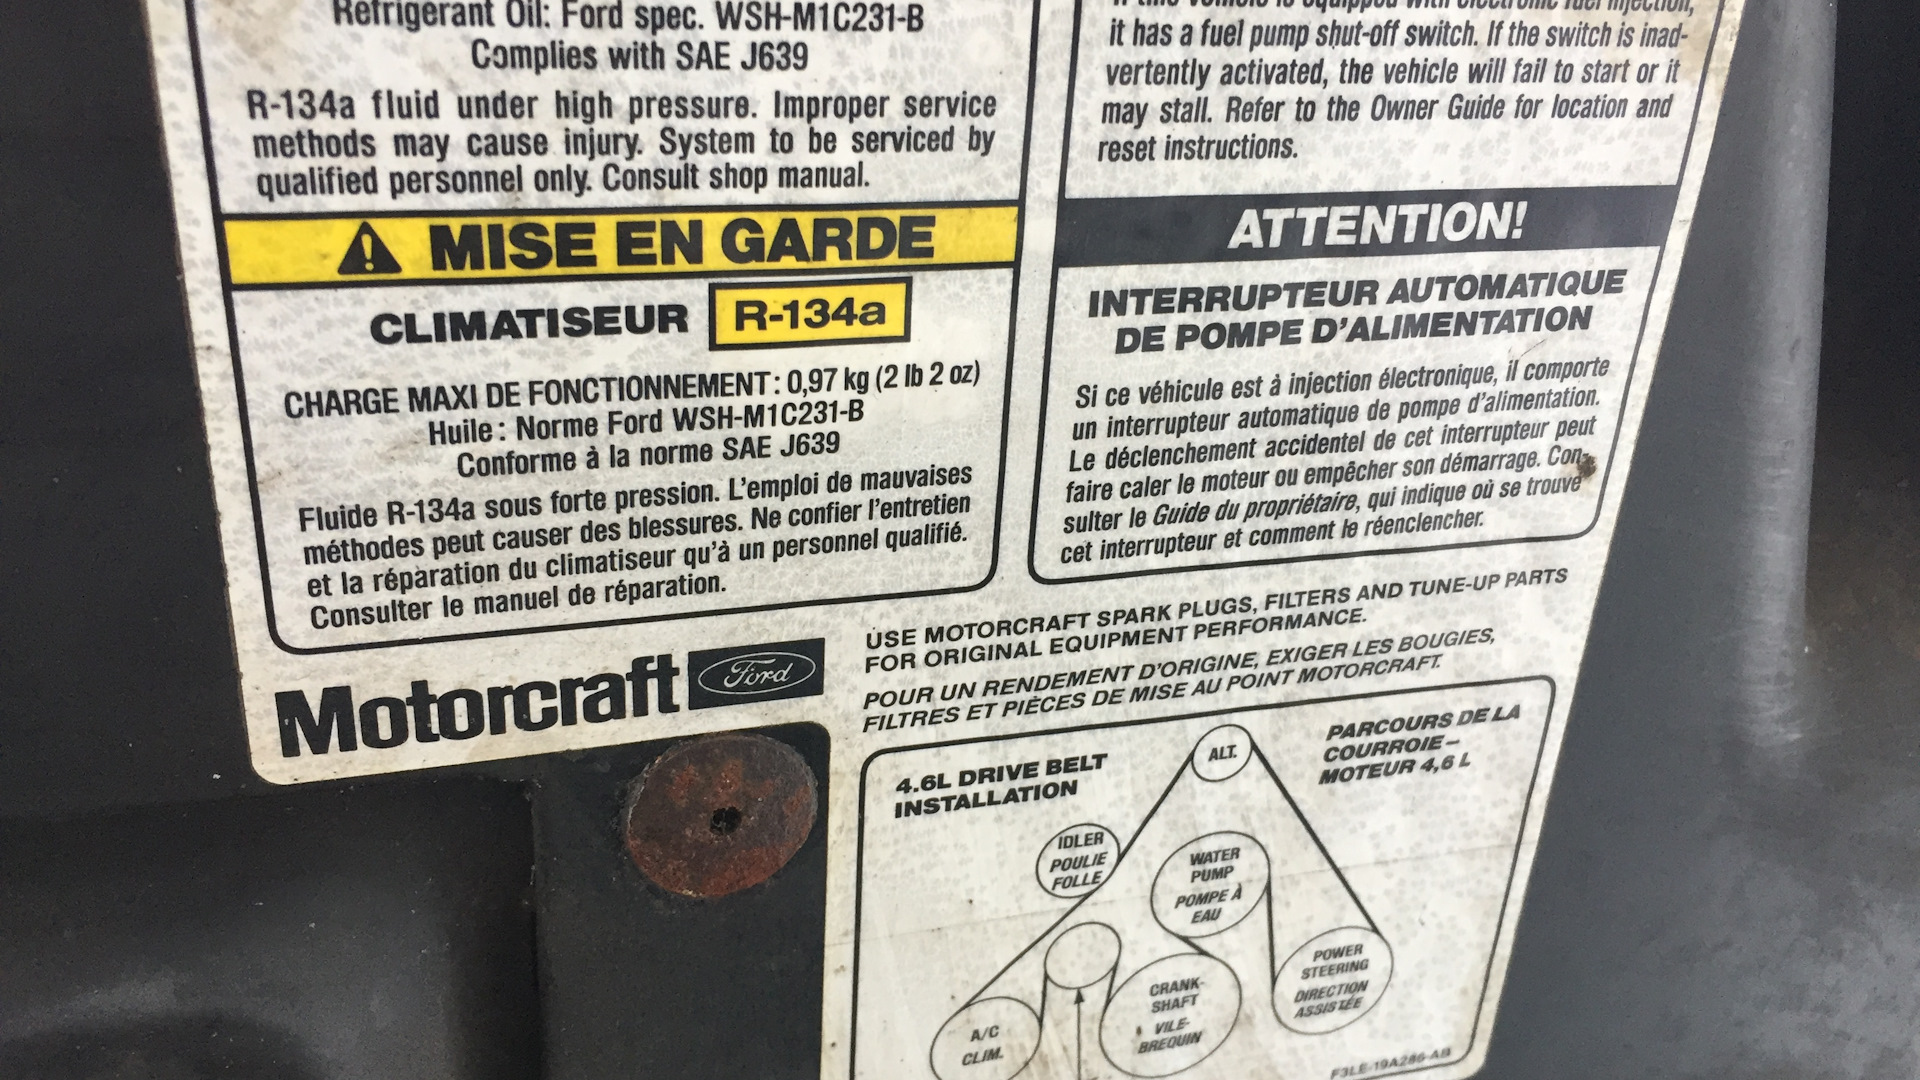 Refrigerant Oil: Ford spec. WSH-M1C231-B
Complies with SAE J639
R-134a fluid under high pressure. Improper service
methods may cause injury. System to be serviced by
qualified personnel only. Consult shop manual.
MISE EN GARDE
CLIMATISEUR R-134a
CHARGE MAXI DE FONCTIONNEMENT : 0,97 kg (2 lb 2 oz)
Huile : Norme Ford WSH-M1C231-B
Conforme à la norme SAE J639
Fluide R-134a sous forte pression. L'emploi de mauvaises
méthodes peut causer des blessures. Ne confier l'entretien
et la réparation du climatiseur qu'à un personnel qualifié.
Consulter le manuel de réparation.
if this vehicle is equipped with electronic fuel injection,
it has a fuel pump shut-off switch. If the switch is inad-
vertently activated, the vehicle will fail to start or it
may stall. Refer to the Owner Guide for location and
reset instructions.
ATTENTION!
INTERRUPTEUR AUTOMATIQUE
DE POMPE D'ALIMENTATION
Si ce véhicule est à injection électronique, il comporte
un interrupteur automatique de pompe d'alimentation.
Le déclenchement accidentel de cet interrupteur peut
faire caler le moteur ou empêcher son démarrage. Con-
sulter le Guide du propriétaire, qui indique où se trouve
cet interrupteur et comment le réenclencher.
Motorcraft Ford
USE MOTORCRAFT SPARK PLUGS, FILTERS AND TUNE-UP PARTS
FOR ORIGINAL EQUIPMENT PERFORMANCE.
POUR UN RENDEMENT D'ORIGINE, EXIGER LES BOUGIES,
FILTRES ET PIÈCES DE MISE AU POINT MOTORCRAFT.
4.6L DRIVE BELT
INSTALLATION
PARCOURS DE LA
COURROIE –
MOTEUR 4,6 L
ALT.
IDLER
POULIE
FOLLE
WATER
PUMP
POMPE À
EAU
POWER
STEERING
DIRECTION
ASSISTÉE
CRANK-
SHAFT
VILE-
BREQUIN
A/C
CLIM.
F3LE-19A286-AB